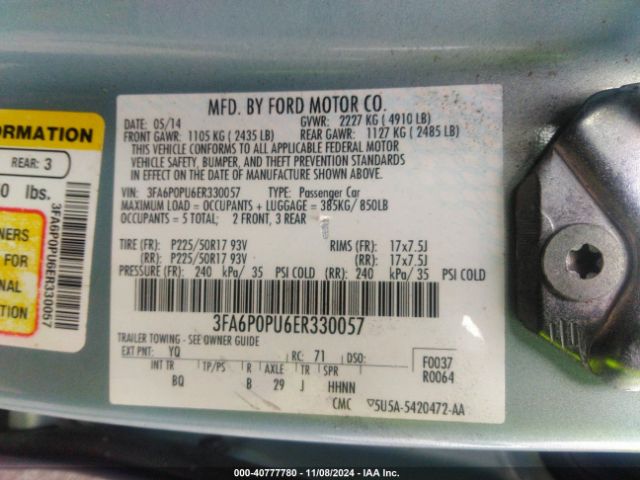 ORMATION
REAR: 3
0 lbs.
NERS
FOR
ONAL
3FA6P0PU6ER330057
MFD. BY FORD MOTOR CO.
DATE: 05/14 GVWR: 2227 KG ( 4910 LB)
FRONT GAWR: 1105 KG ( 2435 LB) REAR GAWR: 1127 KG ( 2485 LB)
THIS VEHICLE CONFORMS TO ALL APPLICABLE FEDERAL MOTOR
VEHICLE SAFETY, BUMPER, AND THEFT PREVENTION STANDARDS
IN EFFECT ON THE DATE OF MANUFACTURE SHOWN ABOVE.
VIN: 3FA6P0PU6ER330057 TYPE: Passenger Car
MAXIMUM LOAD = OCCUPANTS + LUGGAGE = 385KG/ 850LB
OCCUPANTS = 5 TOTAL; 2 FRONT, 3 REAR
TIRE (FR): P225/50R17 93V RIMS (FR): 17x7.5J
(RR): P225/50R17 93V (RR): 17x7.5J
PRESSURE (FR): 240 kPa/ 35 PSI COLD (RR): 240 kPa/ 35 PSI COLD
3FA6P0PU6ER330057
TRAILER TOWING - SEE OWNER GUIDE
EXT PNT: YQ RC: 71 DSO:
F0037
R0064
INT TR TP/PS R AXLE TR SPR
BQ B 29 J HHNN
CMC ▽5U5A-5420472-AA
000-40777780 - 11/08/2024 - IAA Inc.